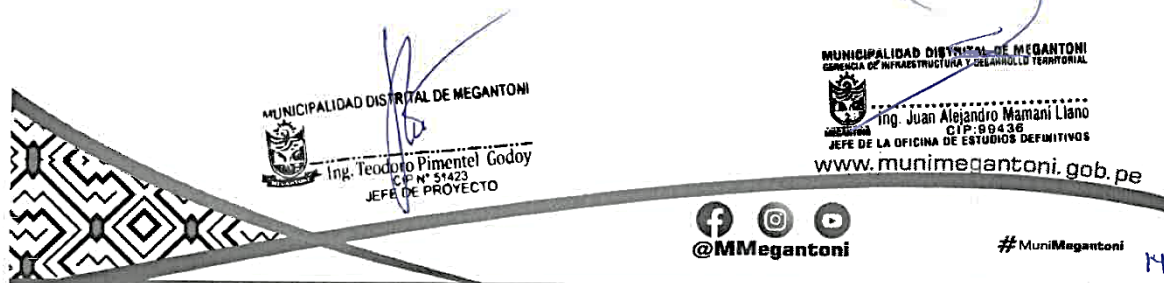 MUNICIPALIDAD DISTRITAL DE MEGANTONI
Ing. Teodoro Pimentel Godoy
CIP N° 51423
JEFE DE PROYECTO
MUNICIPALIDAD DISTRITAL DE MEGANTONI
GERENCIA DE INFRAESTRUCTURA Y DESARROLLO TERRITORIAL
MEGANTONI
Ing. Juan Alejandro Mamani Llano
CIP:99436
JEFE DE LA OFICINA DE ESTUDIOS DEFINITIVOS
www.munimegantoni.gob.pe
@MMegantoni
#MuniMegantoni